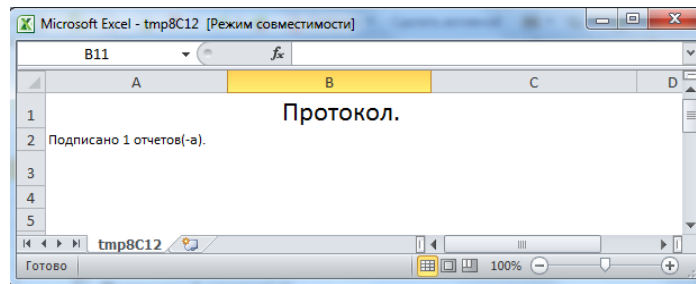 Microsoft Excel - tmp8C12 [Режим совместимости]
B11 fx
A B C D
1 Протокол.
2 Подписано 1 отчетов(-а).
3
4
5
tmp8C12
Готово 100%